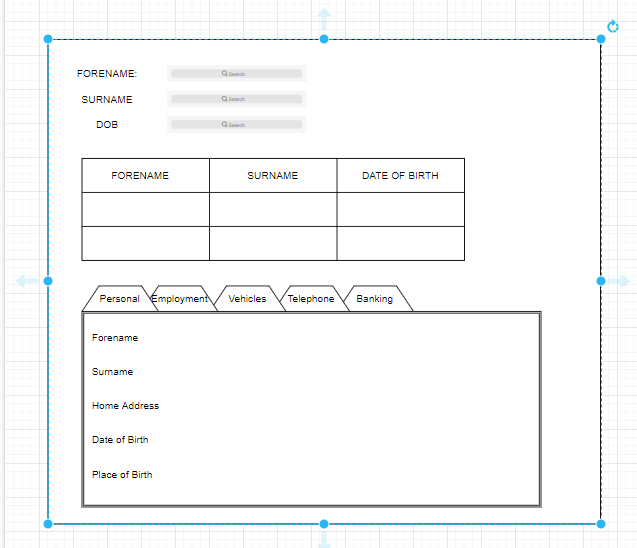 FORENAME: Search
SURNAME Search
DOB Search
FORENAME SURNAME DATE OF BIRTH
Personal Employment Vehicles Telephone Banking
Forename
Surname
Home Address
Date of Birth
Place of Birth